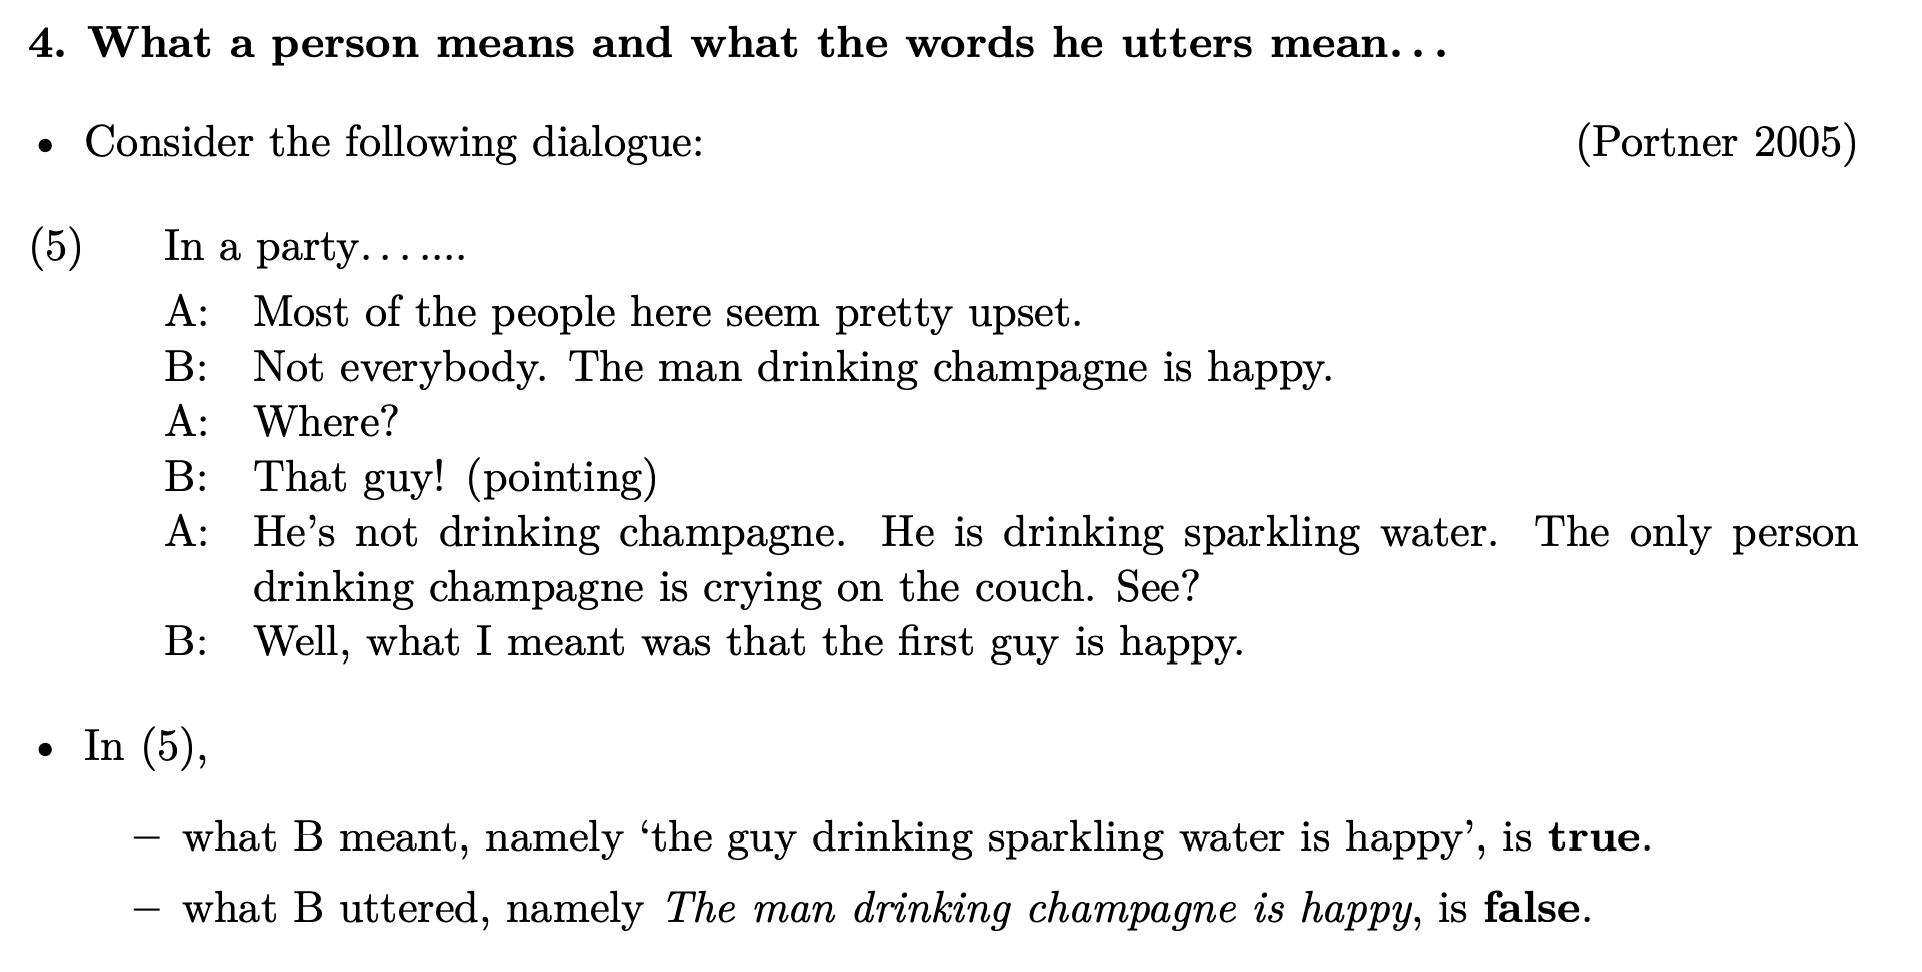 4. What a person means and what the words he utters mean...
• Consider the following dialogue: (Portner 2005)
(5) In a party.......
A: Most of the people here seem pretty upset.
B: Not everybody. The man drinking champagne is happy.
A: Where?
B: That guy! (pointing)
A: He's not drinking champagne. He is drinking sparkling water. The only person
drinking champagne is crying on the couch. See?
B: Well, what I meant was that the first guy is happy.
• In (5),
– what B meant, namely ‘the guy drinking sparkling water is happy’, is true.
– what B uttered, namely The man drinking champagne is happy, is false.